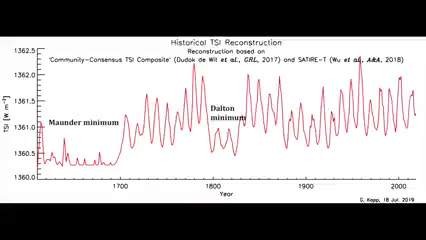 Historical TSI Reconstruction
Reconstruction based on
'Community-Consensus TSI Composite' (Dudok de Wit et al., GRL, 2017) and SATIRE-T (Wu et al., A&A, 2018)
1362.5
1362.0
1361.5
1361.0
1360.5
1360.0
TSI [W m-2]
Maunder minimum
Dalton
minimum
1700
1800
1900
2000
Year
G. Kopp, 18 Jul. 2019